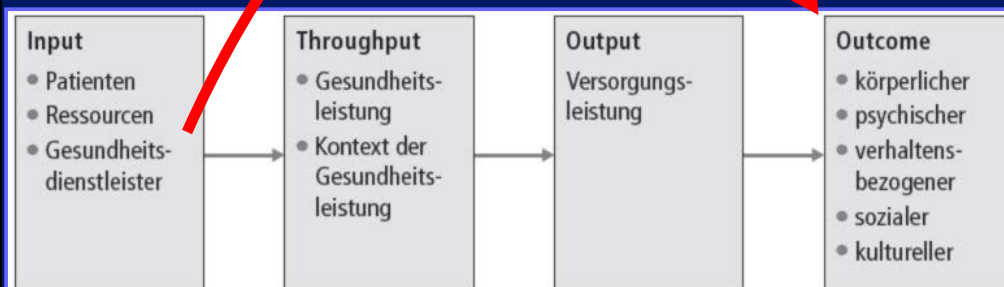 Input
• Patienten
• Ressourcen
• Gesundheits-
dienstleister
Throughput
• Gesundheits-
leistung
• Kontext der
Gesundheits-
leistung
Output
Versorgungs-
leistung
Outcome
• körperlicher
• psychischer
• verhaltens-
bezogener
• sozialer
• kultureller